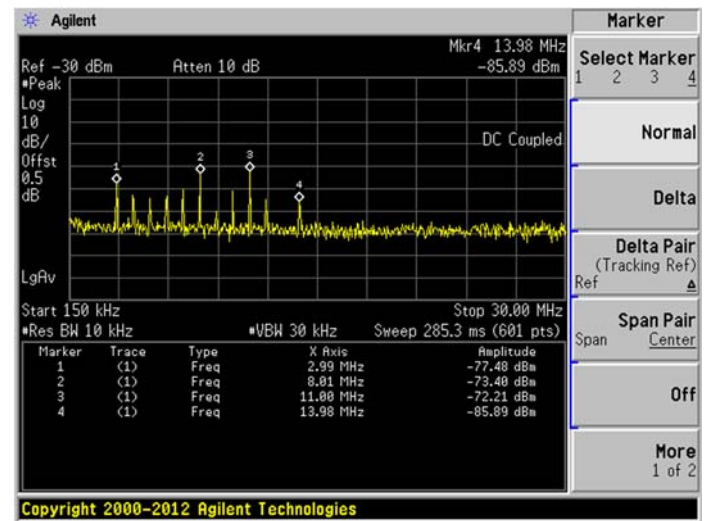 Agilent
Marker
Mkr4 13.98 MHz
Ref -30 dBm Atten 10 dB -85.89 dBm
#Peak
Log
10
dB/
Offst
0.5
dB
DC Coupled
1
2
3
4
LgAv
Start 150 kHz Stop 30.00 MHz
#Res BW 10 kHz #VBW 30 kHz Sweep 285.3 ms (601 pts)
Marker Trace Type X Axis Amplitude
1 (1) Freq 2.99 MHz -77.48 dBm
2 (1) Freq 8.01 MHz -73.40 dBm
3 (1) Freq 11.00 MHz -72.21 dBm
4 (1) Freq 13.98 MHz -85.89 dBm
Copyright 2000-2012 Agilent Technologies
Select Marker
1 2 3 4
Normal
Delta
Delta Pair
(Tracking Ref)
Ref Δ
Span Pair
Span Center
Off
More
1 of 2